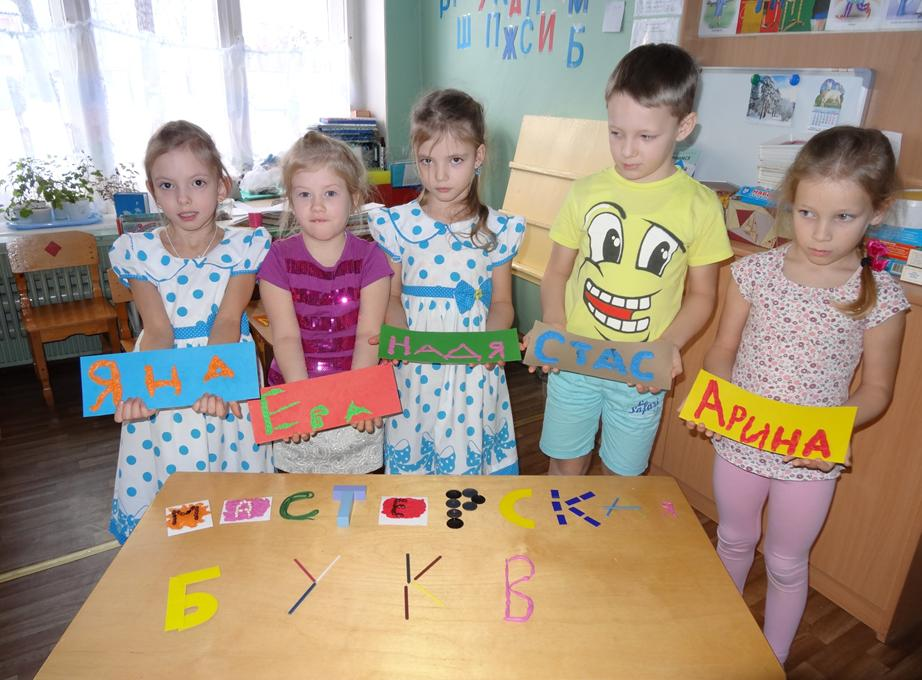 Ш П Ж С И Б
ЯНА
ЕВА
НАДЯ
СТАС
АРИНА
МАСТЕРСКАЯ
БУКВ